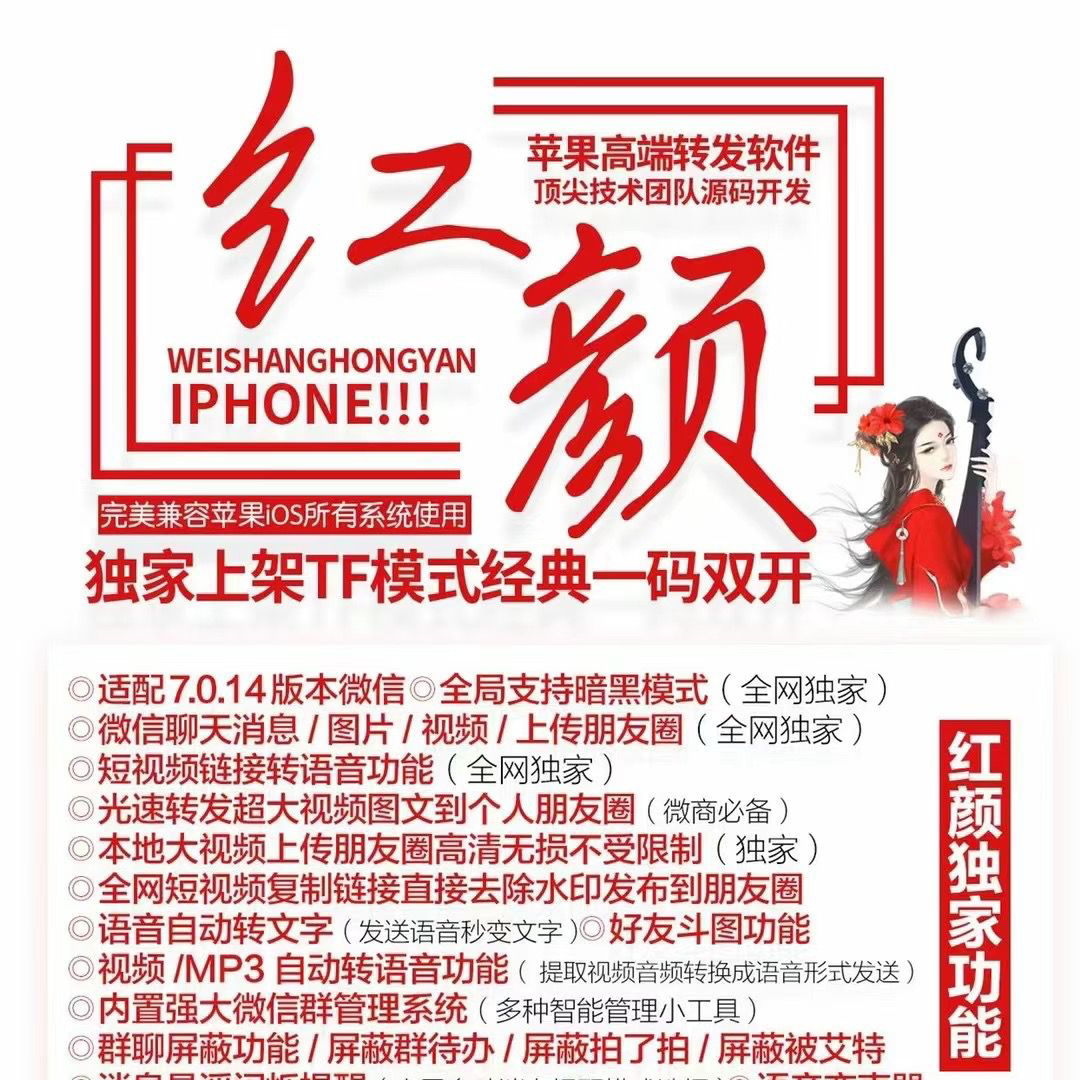 红颜
苹果高端转发软件
顶尖技术团队源码开发
WEISHANGHONGYAN
IPHONE!!!
完美兼容苹果iOS所有系统使用
独家上架TF模式经典一码双开
◎适配7.0.14版本微信◎全局支持暗黑模式（全网独家）
◎微信聊天消息/图片/视频/上传朋友圈（全网独家）
◎短视频链接转语音功能（全网独家）
◎光速转发超大视频图文到个人朋友圈（微商必备）
◎本地大视频上传朋友圈高清无损不受限制（独家）
◎全网短视频复制链接直接去除水印发布到朋友圈
◎语音自动转文字（发送语音秒变文字）◎好友斗图功能
◎视频/MP3自动转语音功能（提取视频音频转换成语音形式发送）
◎内置强大微信群管理系统（多种智能管理小工具）
◎群聊屏蔽功能/屏蔽群待办/屏蔽拍了拍/屏蔽被艾特
红颜独家功能